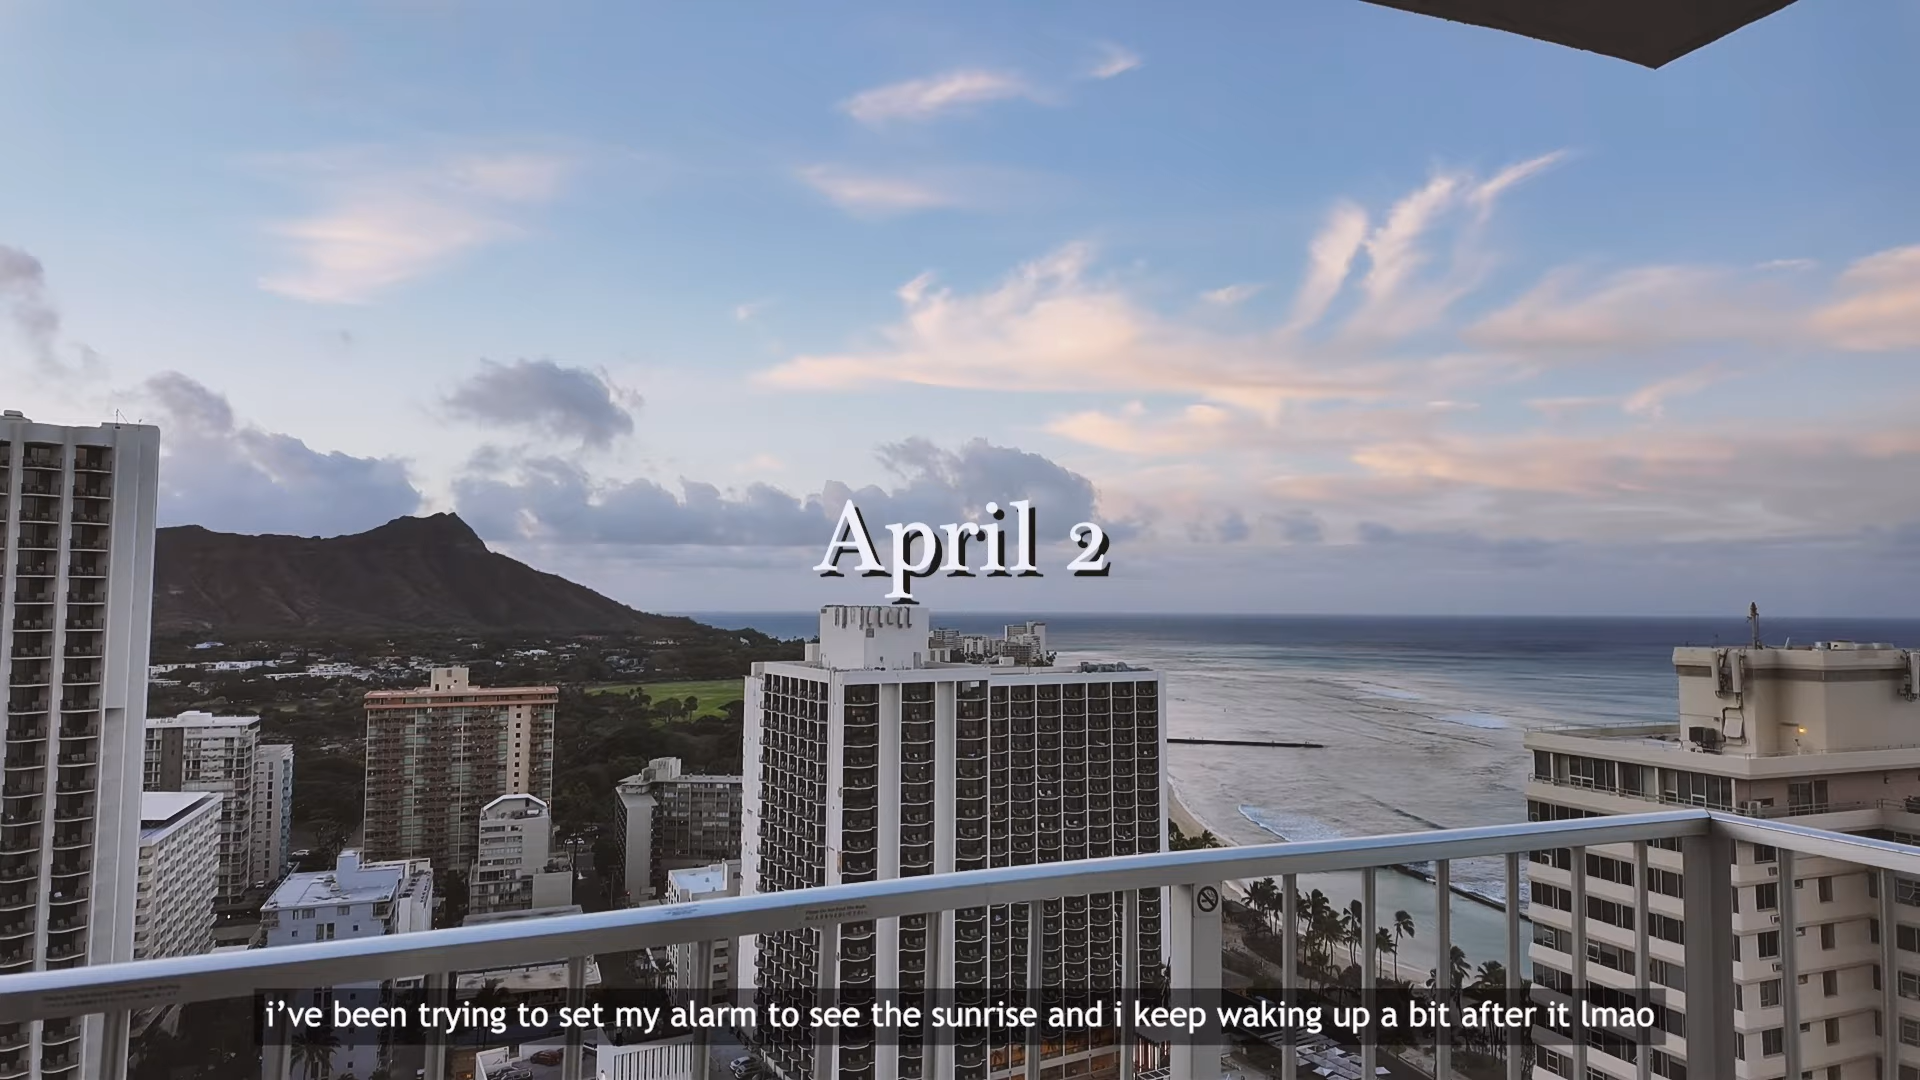 April 2
i've been trying to set my alarm to see the sunrise and i keep waking up a bit after it lmao